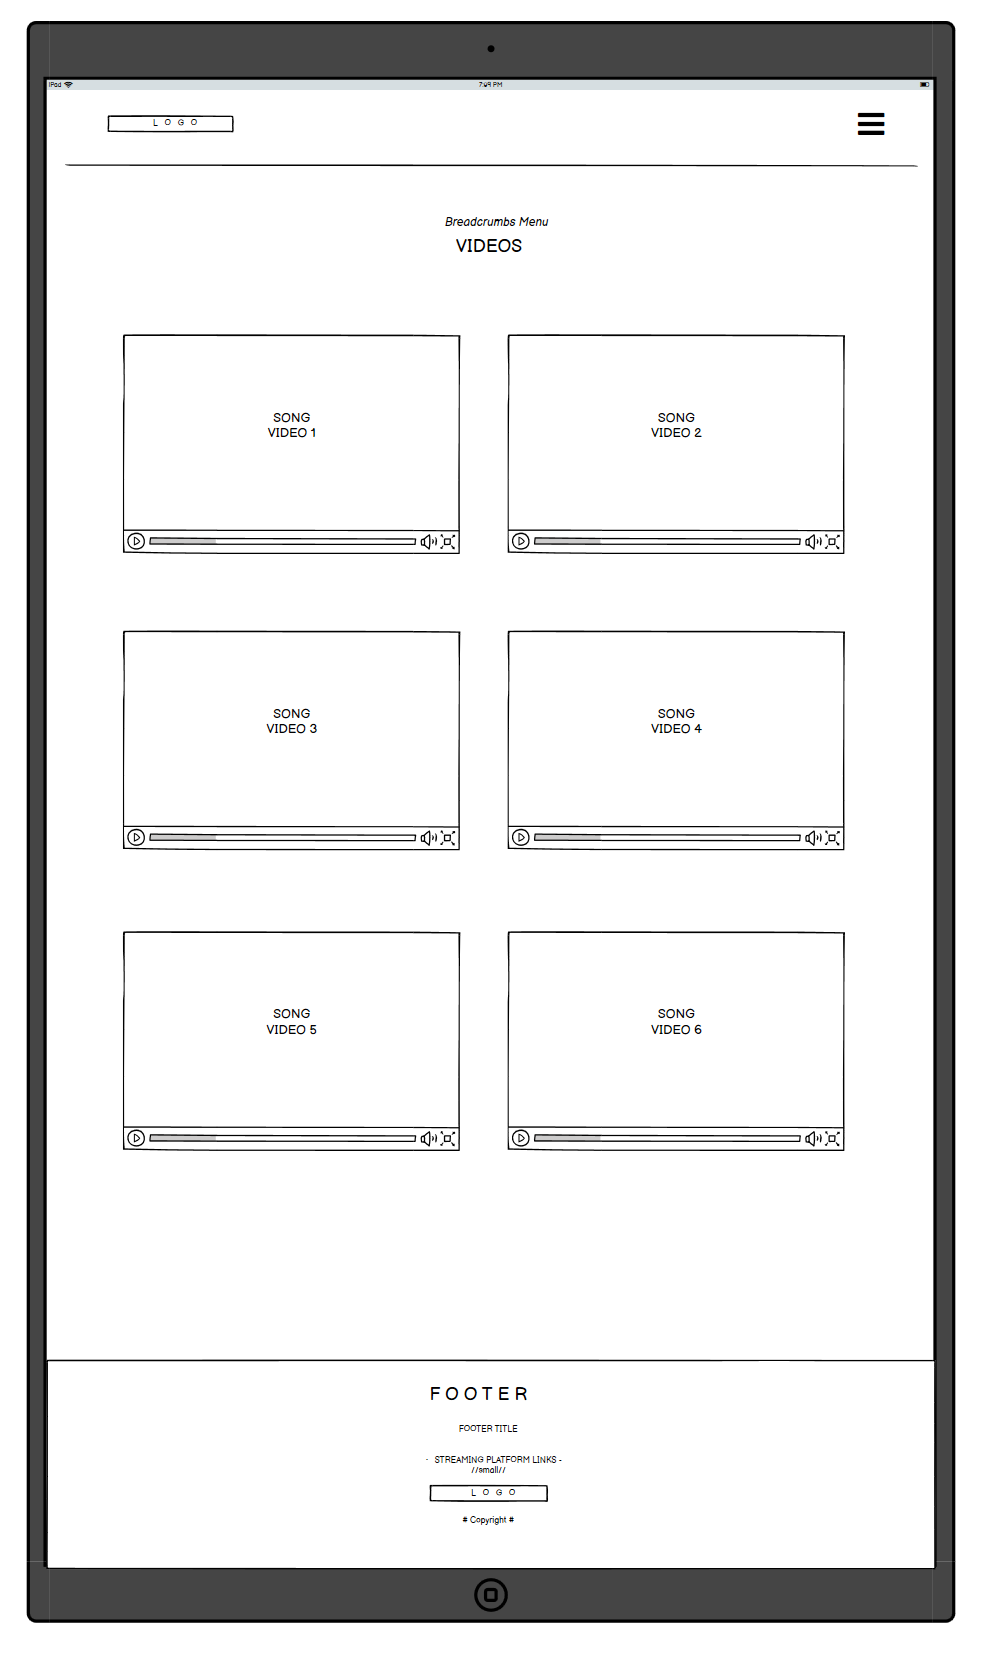 iPad 7:49 PM
LOGO
Breadcrumbs Menu
VIDEOS
SONG
VIDEO 1
SONG
VIDEO 2
SONG
VIDEO 3
SONG
VIDEO 4
SONG
VIDEO 5
SONG
VIDEO 6
FOOTER
FOOTER TITLE
- STREAMING PLATFORM LINKS -
//small//
LOGO
# Copyright #